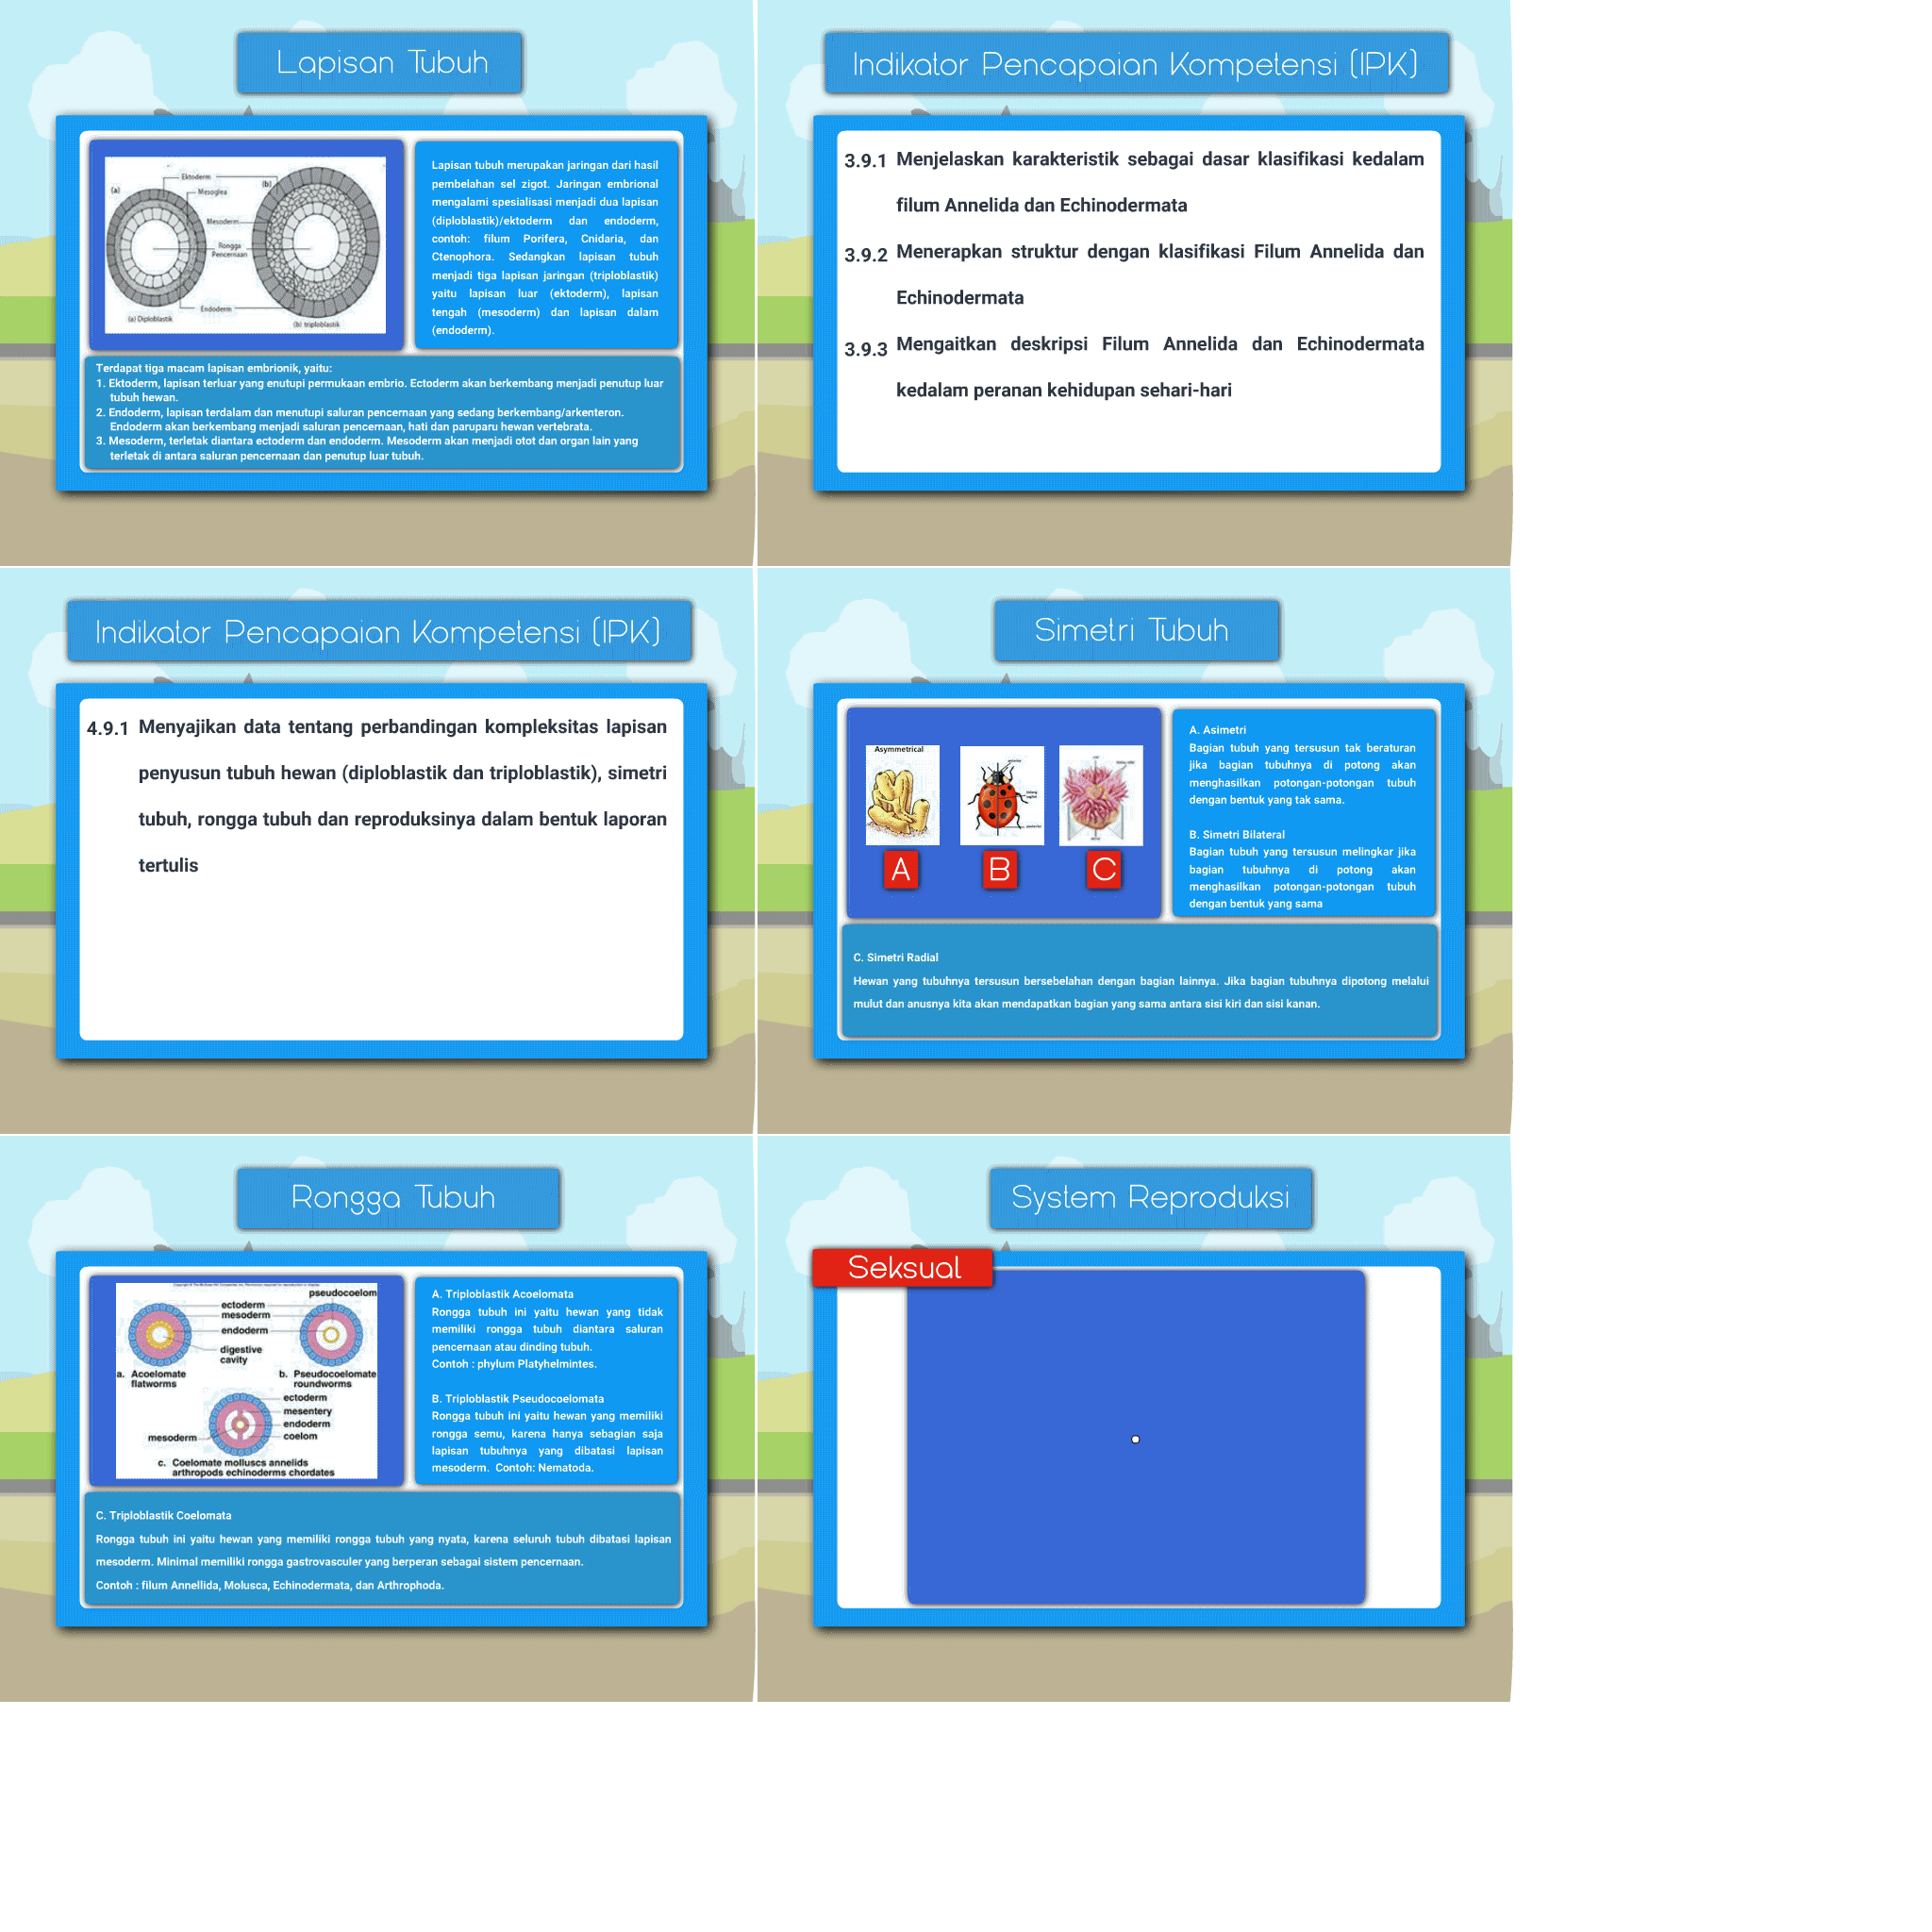 Lapisan Tubuh
(a)
Ektoderm
(b)
Mesoglea
Mesoderm
Rongga
Pencernaan
Endoderm
(a) Diploblastik
(b) triploblastik
Lapisan tubuh merupakan jaringan dari hasil
pembelahan sel zigot. Jaringan embrional
mengalami spesialisasi menjadi dua lapisan
(diploblastik)/ektoderm dan endoderm,
contoh: filum Porifera, Cnidaria, dan
Ctenophora. Sedangkan lapisan tubuh
menjadi tiga lapisan jaringan (triploblastik)
yaitu lapisan luar (ektoderm), lapisan
tengah (mesoderm) dan lapisan dalam
(endoderm).
Terdapat tiga macam lapisan embrionik, yaitu:
1. Ektoderm, lapisan terluar yang enutupi permukaan embrio. Ectoderm akan berkembang menjadi penutup luar
tubuh hewan.
2. Endoderm, lapisan terdalam dan menutupi saluran pencernaan yang sedang berkembang/arkenteron.
Endoderm akan berkembang menjadi saluran pencernaan, hati dan paruparu hewan vertebrata.
3. Mesoderm, terletak diantara ectoderm dan endoderm. Mesoderm akan menjadi otot dan organ lain yang
terletak di antara saluran pencernaan dan penutup luar tubuh.
Indikator Pencapaian Kompetensi (IPK)
3.9.1 Menjelaskan karakteristik sebagai dasar klasifikasi kedalam
filum Annelida dan Echinodermata
3.9.2 Menerapkan struktur dengan klasifikasi Filum Annelida dan
Echinodermata
3.9.3 Mengaitkan deskripsi Filum Annelida dan Echinodermata
kedalam peranan kehidupan sehari-hari
Indikator Pencapaian Kompetensi (IPK)
4.9.1 Menyajikan data tentang perbandingan kompleksitas lapisan
penyusun tubuh hewan (diploblastik dan triploblastik), simetri
tubuh, rongga tubuh dan reproduksinya dalam bentuk laporan
tertulis
Simetri Tubuh
Asymmetrical
A
B
C
A. Asimetri
Bagian tubuh yang tersusun tak beraturan
jika bagian tubuhnya di potong akan
menghasilkan potongan-potongan tubuh
dengan bentuk yang tak sama.
B. Simetri Bilateral
Bagian tubuh yang tersusun melingkar jika
bagian tubuhnya di potong akan
menghasilkan potongan-potongan tubuh
dengan bentuk yang sama
C. Simetri Radial
Hewan yang tubuhnya tersusun bersebelahan dengan bagian lainnya. Jika bagian tubuhnya dipotong melalui
mulut dan anusnya kita akan mendapatkan bagian yang sama antara sisi kiri dan sisi kanan.
Rongga Tubuh
pseudocoelom
ectoderm
mesoderm
endoderm
digestive
cavity
a. Acoelomate
flatworms
b. Pseudocoelomate
roundworms
ectoderm
mesentery
endoderm
coelom
mesoderm
c. Coelomate molluscs annelids
arthropods echinoderms chordates
A. Triploblastik Acoelomata
Rongga tubuh ini yaitu hewan yang tidak
memiliki rongga tubuh diantara saluran
pencernaan atau dinding tubuh.
Contoh : phylum Platyhelmintes.
B. Triploblastik Pseudocoelomata
Rongga tubuh ini yaitu hewan yang memiliki
rongga semu, karena hanya sebagian saja
lapisan tubuhnya yang dibatasi lapisan
mesoderm. Contoh: Nematoda.
C. Triploblastik Coelomata
Rongga tubuh ini yaitu hewan yang memiliki rongga tubuh yang nyata, karena seluruh tubuh dibatasi lapisan
mesoderm. Minimal memiliki rongga gastrovasculer yang berperan sebagai sistem pencernaan.
Contoh : filum Annellida, Molusca, Echinodermata, dan Arthrophoda.
System Reproduksi
Seksual